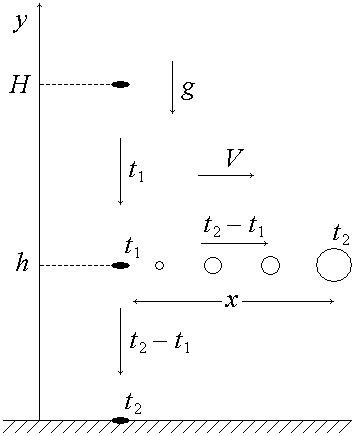 y
H
g
t₁
V
t₁
t₂ – t₁
t₂
h
x
t₂ – t₁
t₂